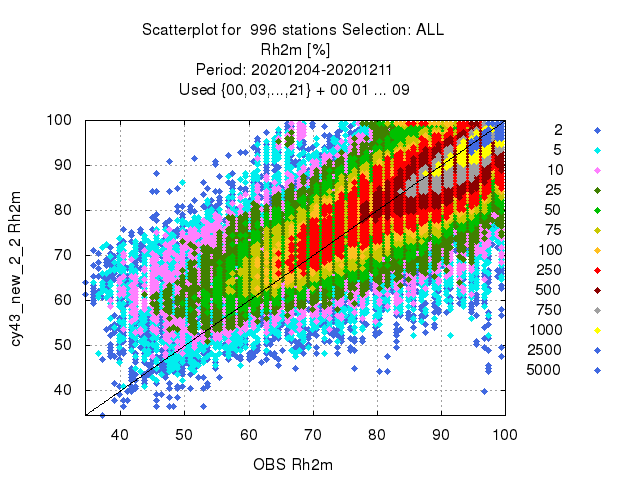 Scatterplot for 996 stations Selection: ALL
Rh2m [%]
Period: 20201204-20201211
Used {00,03,...,21} + 00 01 ... 09
100
90
80
70
60
50
40
cy43_new_2_2 Rh2m
40 50 60 70 80 90 100
OBS Rh2m
2
5
10
25
50
75
100
250
500
750
1000
2500
5000